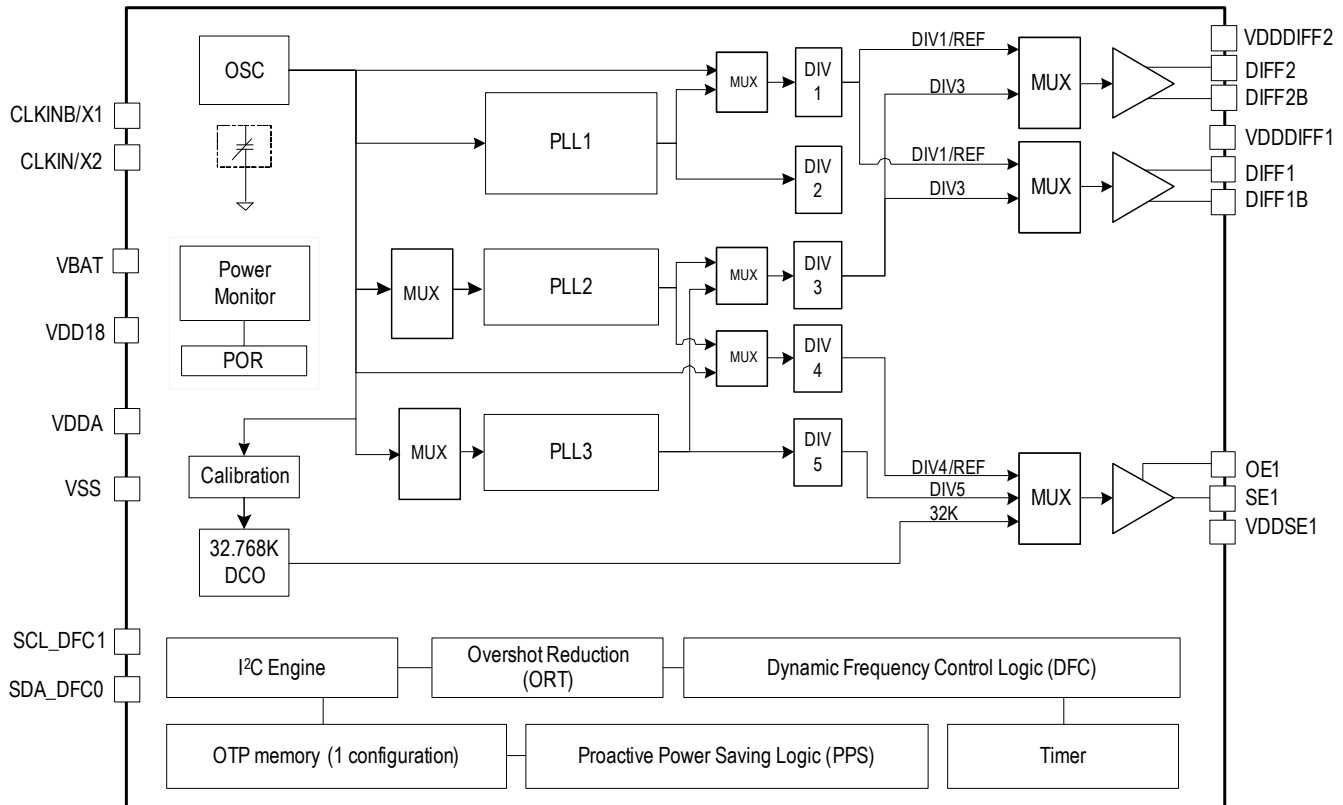 CLKINB/X1
CLKIN/X2
VBAT
VDD18
VDDA
VSS
SCL_DFC1
SDA_DFC0
OSC
Power
Monitor
POR
Calibration
32.768K
DCO
MUX
MUX
PLL1
PLL2
PLL3
MUX
MUX
MUX
DIV
1
DIV
2
DIV
3
DIV
4
DIV
5
DIV1/REF
DIV3
DIV1/REF
DIV3
DIV4/REF
DIV5
32K
MUX
MUX
MUX
VDDDIFF2
DIFF2
DIFF2B
VDDDIFF1
DIFF1
DIFF1B
OE1
SE1
VDDSE1
I²C Engine
Overshot Reduction
(ORT)
Dynamic Frequency Control Logic (DFC)
OTP memory (1 configuration)
Proactive Power Saving Logic (PPS)
Timer